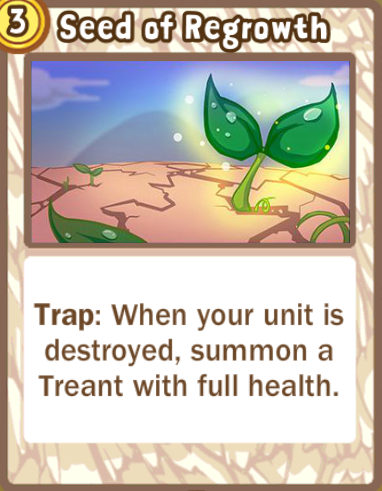 3
Seed of Regrowth
Trap: When your unit is
destroyed, summon a
Treant with full health.